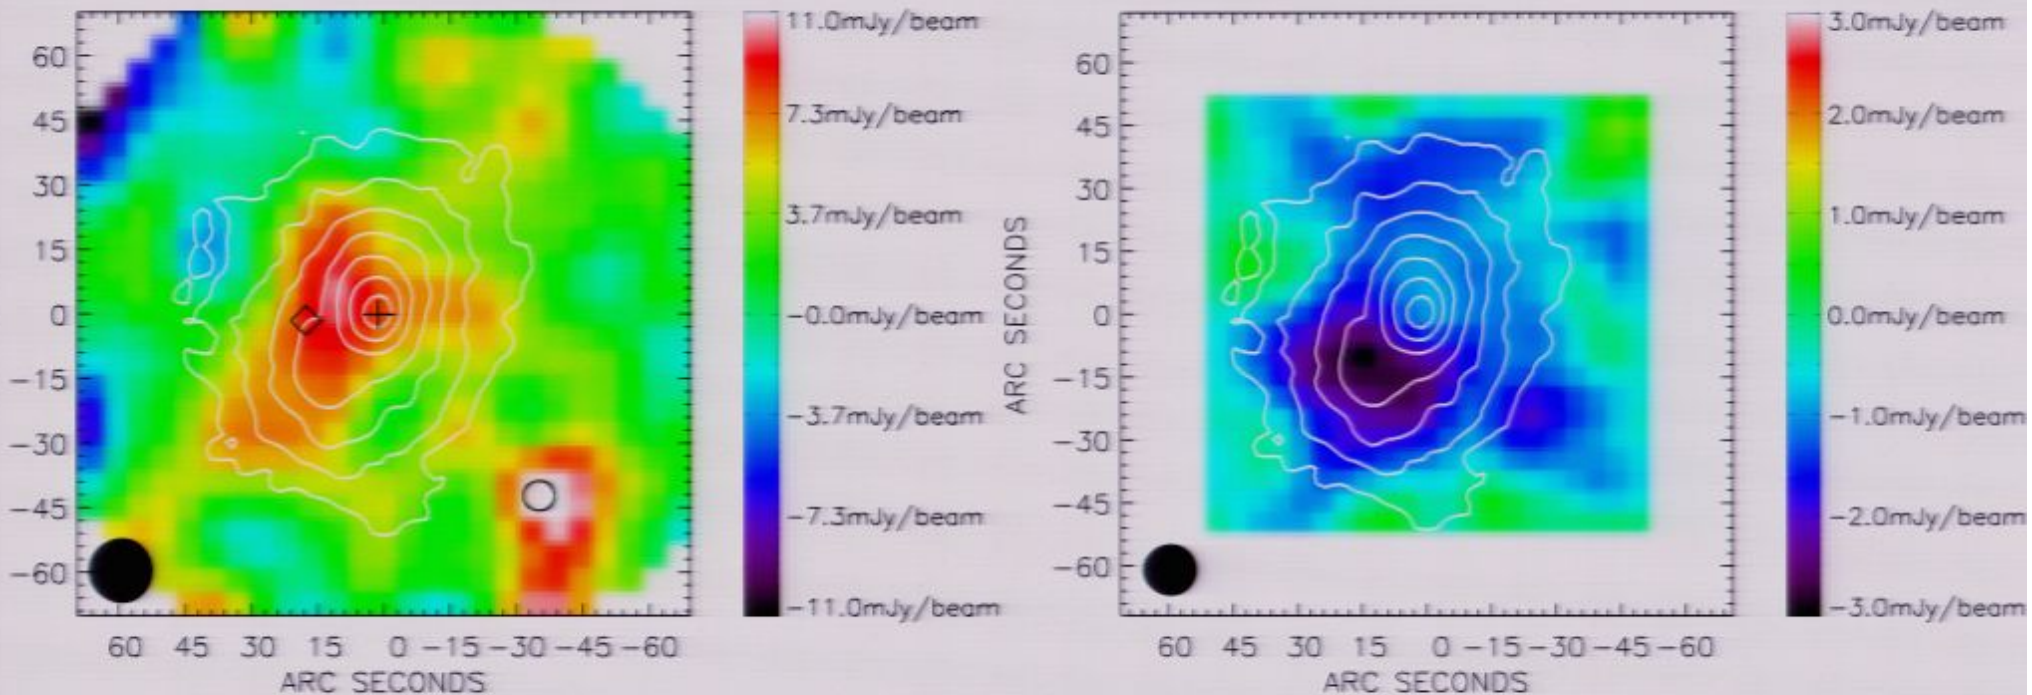 11.0mJy/beam
7.3mJy/beam
3.7mJy/beam
-0.0mJy/beam
-3.7mJy/beam
-7.3mJy/beam
-11.0mJy/beam
60
45
30
15
0
-15
-30
-45
-60
60 45 30 15 0 -15 -30 -45 -60
ARC SECONDS
3.0mJy/beam
2.0mJy/beam
1.0mJy/beam
0.0mJy/beam
-1.0mJy/beam
-2.0mJy/beam
-3.0mJy/beam
ARC SECONDS
60
45
30
15
0
-15
-30
-45
-60
60 45 30 15 0 -15 -30 -45 -60
ARC SECONDS